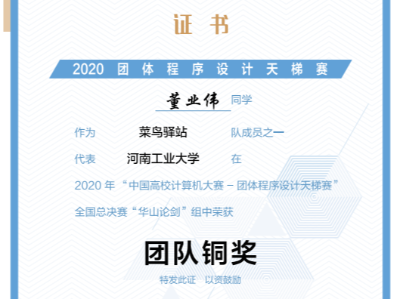 证书
2020 团体程序设计天梯赛
董业伟 同学
作为 菜鸟驿站 队成员之一
代表 河南工业大学 在
2020 年 “中国高校计算机大赛 – 团体程序设计天梯赛”
全国总决赛 “华山论剑” 组中荣获
团队铜奖
特发此证 以资鼓励